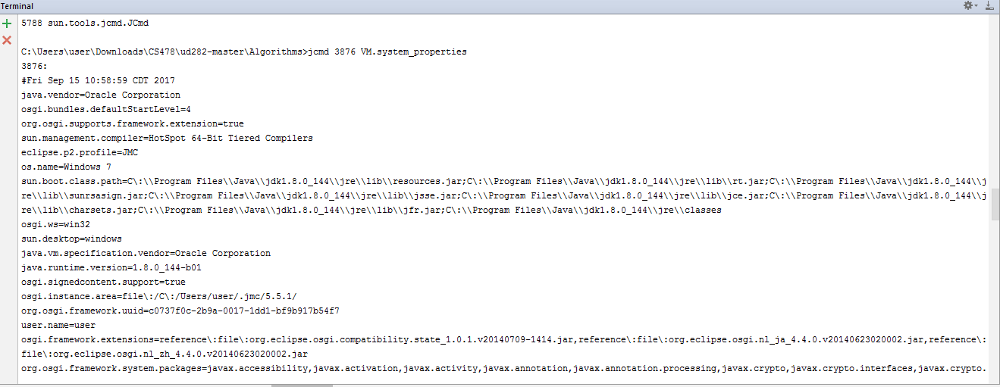 Terminal
5788 sun.tools.jcmd.JCmd
C:\Users\user\Downloads\CS478\ud282-master\Algorithms>jcmd 3876 VM.system_properties
3876:
#Fri Sep 15 10:58:59 CDT 2017
java.vendor=Oracle Corporation
osgi.bundles.defaultStartLevel=4
org.osgi.supports.framework.extension=true
sun.management.compiler=HotSpot 64-Bit Tiered Compilers
eclipse.p2.profile=JMC
os.name=Windows 7
sun.boot.class.path=C\:\\Program Files\\Java\\jdk1.8.0_144\\jre\\lib\\resources.jar;C\:\\Program Files\\Java\\jdk1.8.0_144\\jre\\lib\\rt.jar;C\:\\Program Files\\Java\\jdk1.8.0_144\\j
re\\lib\\sunrsasign.jar;C\:\\Program Files\\Java\\jdk1.8.0_144\\jre\\lib\\jsse.jar;C\:\\Program Files\\Java\\jdk1.8.0_144\\jre\\lib\\jce.jar;C\:\\Program Files\\Java\\jdk1.8.0_144\\j
re\\lib\\charsets.jar;C\:\\Program Files\\Java\\jdk1.8.0_144\\jre\\lib\\jfr.jar;C\:\\Program Files\\Java\\jdk1.8.0_144\\jre\\classes
osgi.ws=win32
sun.desktop=windows
java.vm.specification.vendor=Oracle Corporation
java.runtime.version=1.8.0_144-b01
osgi.signedcontent.support=true
osgi.instance.area=file\:/C\:/Users/user/.jmc/5.5.1/
org.osgi.framework.uuid=c0737f0c-2b9a-0017-1dd1-bf9b917b54f7
user.name=user
osgi.framework.extensions=reference\:file\:org.eclipse.osgi.compatibility.state_1.0.1.v20140709-1414.jar,reference\:file\:org.eclipse.osgi.nl_ja_4.4.0.v20140623020002.jar,reference\:
file\:org.eclipse.osgi.nl_zh_4.4.0.v20140623020002.jar
org.osgi.framework.system.packages=javax.accessibility,javax.activation,javax.activity,javax.annotation,javax.annotation.processing,javax.crypto,javax.crypto.interfaces,javax.crypto.